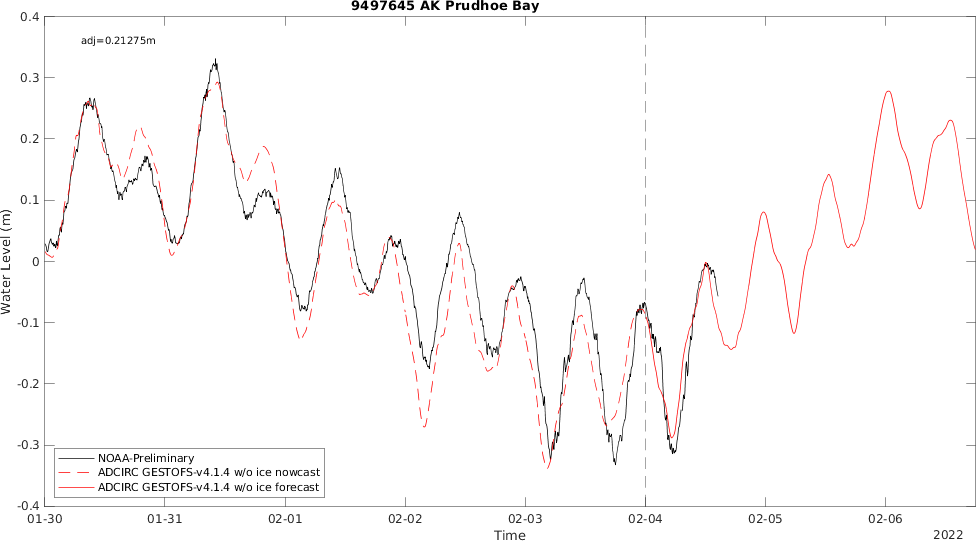 9497645 AK Prudhoe Bay
adj=0.21275m
0.4
0.3
0.2
0.1
0
-0.1
-0.2
-0.3
-0.4
Water Level (m)
NOAA-Preliminary
ADCIRC GESTOFS-v4.1.4 w/o ice nowcast
ADCIRC GESTOFS-v4.1.4 w/o ice forecast
01-30 01-31 02-01 02-02 02-03 02-04 02-05 02-06
Time
2022